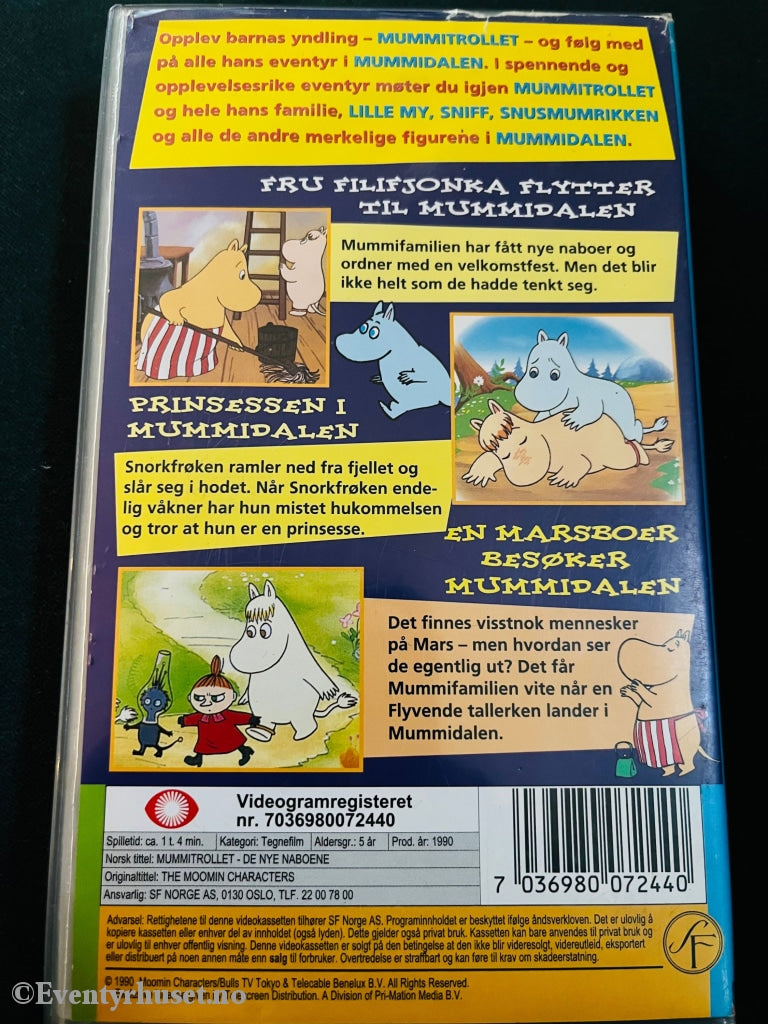 Opplev barnas yndling – MUMMITROLLET – og følg med
på alle hans eventyr i MUMMIDALEN. I spennende og
opplevelsesrike eventyr møter du igjen MUMMITROLLET
og hele hans familie, LILLE MY, SNIFF, SNUSMUMRIKKEN
og alle de andre merkelige figurene i MUMMIDALEN.
FRU FILIFJONKA FLYTTER
TIL MUMMIDALEN
Mummifamilien har fått nye naboer og
ordner med en velkomstfest. Men det blir
ikke helt som de hadde tenkt seg.
PRINSESSEN I
MUMMIDALEN
Snorkfrøken ramler ned fra fjellet og
slår seg i hodet. Når Snorkfrøken ende-
lig våkner har hun mistet hukommelsen
og tror at hun er en prinsesse.
EN MARSBOER
BESØKER
MUMMIDALEN
Det finnes visstnok mennesker
på Mars – men hvordan ser
de egentlig ut? Det får
Mummifamilien vite når en
Flyvende tallerken lander i
Mummidalen.
Videogramregisteret
nr. 7036980072440
Spilletid: ca. 1 t. 4 min. Kategori: Tegnefilm Aldersgr.: 5 år Prod. år: 1990
Norsk tittel: MUMMITROLLET - DE NYE NABOENE
Originaltittel: THE MOOMIN CHARACTERS
Ansvarlig: SF NORGE AS, 0130 OSLO, TLF. 22 00 78 00
7 036980 072440
Advarsel: Rettighetene til denne videokassetten tilhører SF Norge AS. Programinnholdet er beskyttet ifølge åndsverkloven. Det er ulovlig å
kopiere kassetten eller enhver del av innholdet (også lyden). Dette gjelder også privat bruk. Kassetten kan bare anvendes til privat bruk og
er ulovlig til enhver offentlig visning. Denne videokassetten er solgt på den betingelse at den ikke blir videresolgt, videreutleid, eksportert
eller distribuert på noen annen måte enn salg til forbruker. Overtredelse er straffbart og kan føre til krav om skadeerstatning.
SF
© 1990 Moomin Characters/Bulls TV Tokyo & Telecable Benelux B.V. All Rights Reserved.
Telescreen Distribution. A Division of Pri-Mation Media B.V.
©Eventyrhuset.no